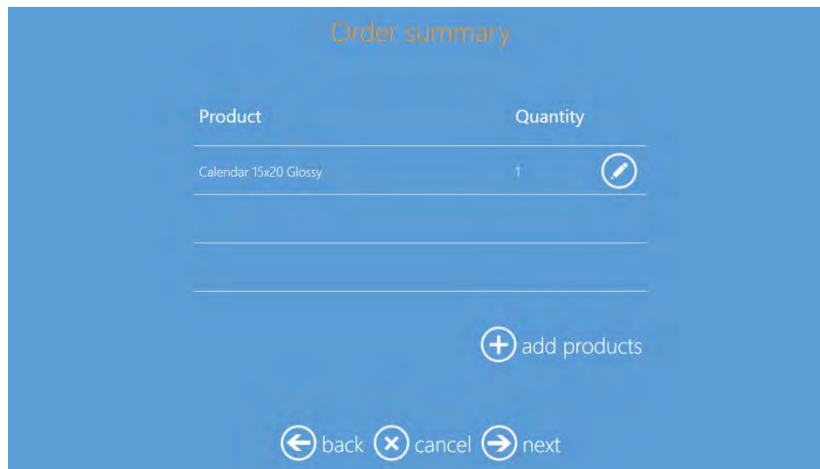 Order summary
Product Quantity
Calendar 15x20 Glossy 1
add products
back cancel next